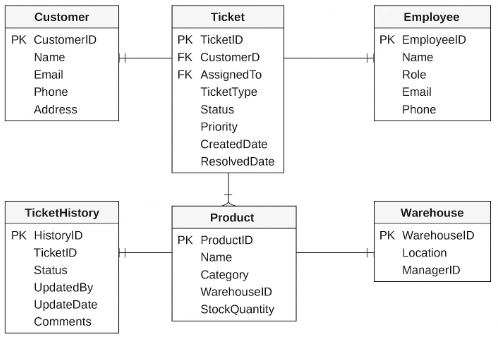 Customer
PK CustomerID
Name
Email
Phone
Address
Ticket
PK TicketID
FK CustomerD
FK AssignedTo
TicketType
Status
Priority
CreatedDate
ResolvedDate
Employee
PK EmployeeID
Name
Role
Email
Phone
TicketHistory
PK HistoryID
TicketID
Status
UpdatedBy
UpdateDate
Comments
Product
PK ProductID
Name
Category
WarehouseID
StockQuantity
Warehouse
PK WarehouseID
Location
ManagerID